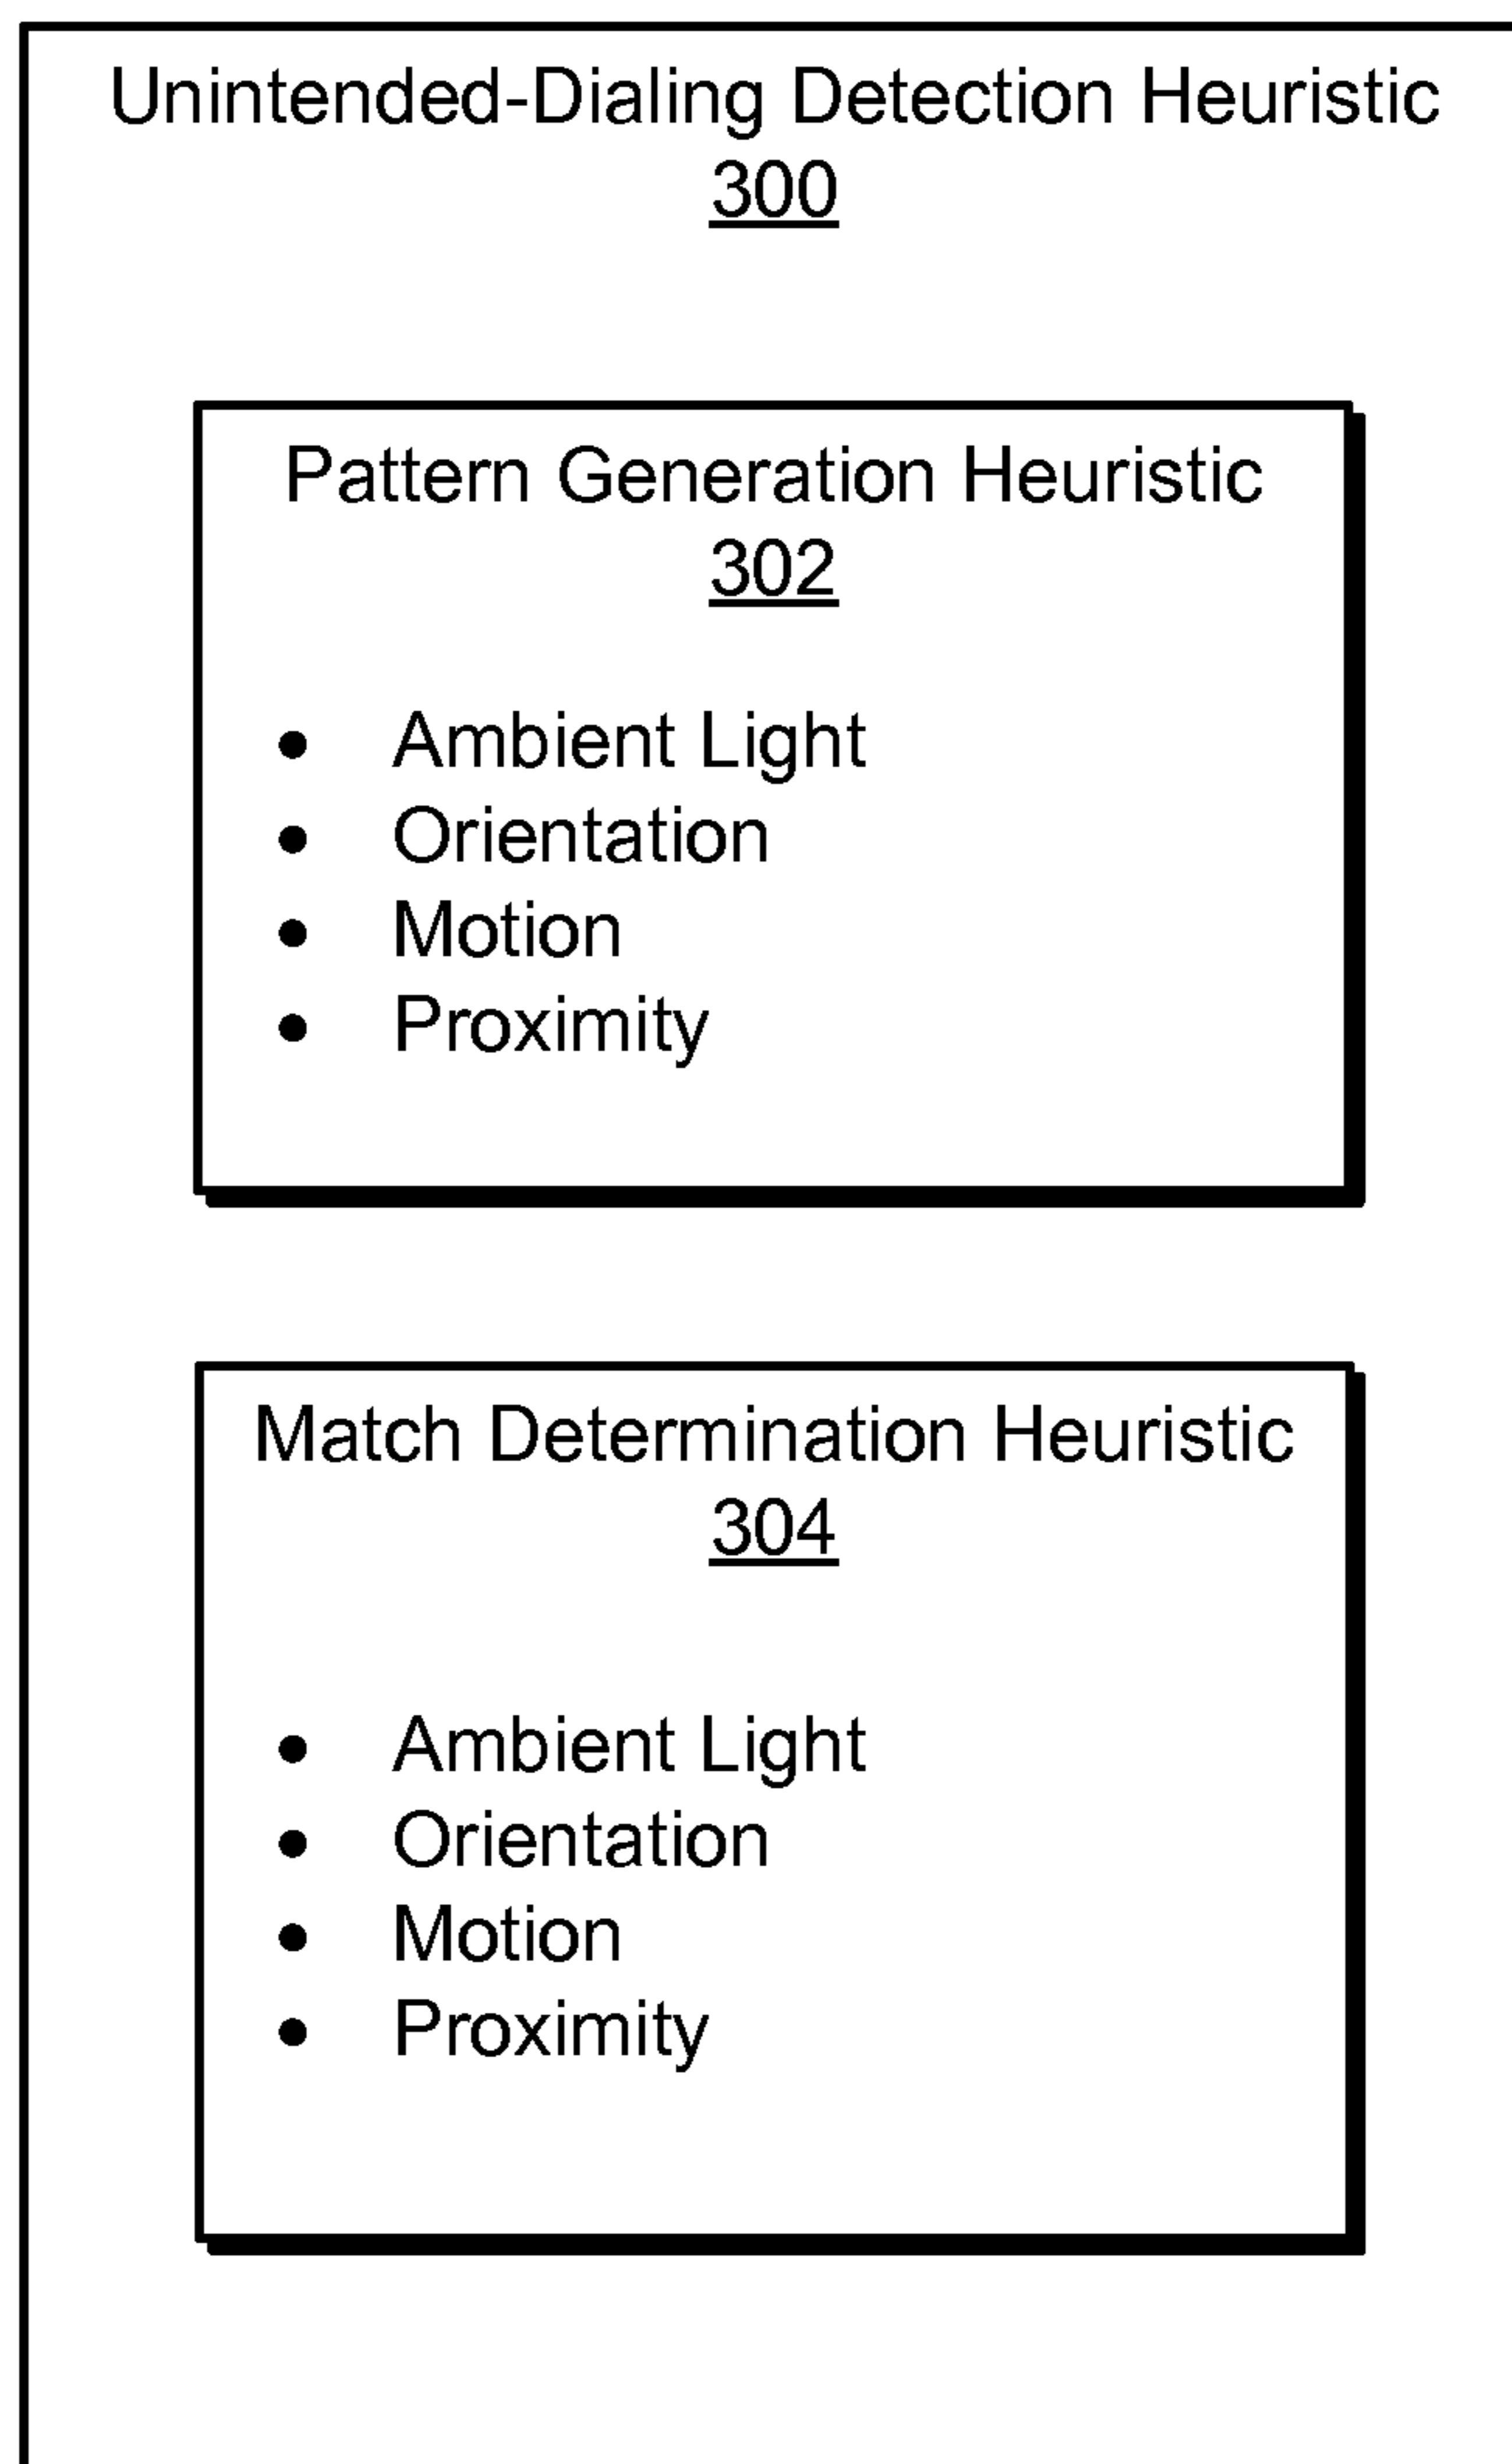 Unintended-Dialing Detection Heuristic
300
Pattern Generation Heuristic
302
• Ambient Light
• Orientation
• Motion
• Proximity
Match Determination Heuristic
304
• Ambient Light
• Orientation
• Motion
• Proximity